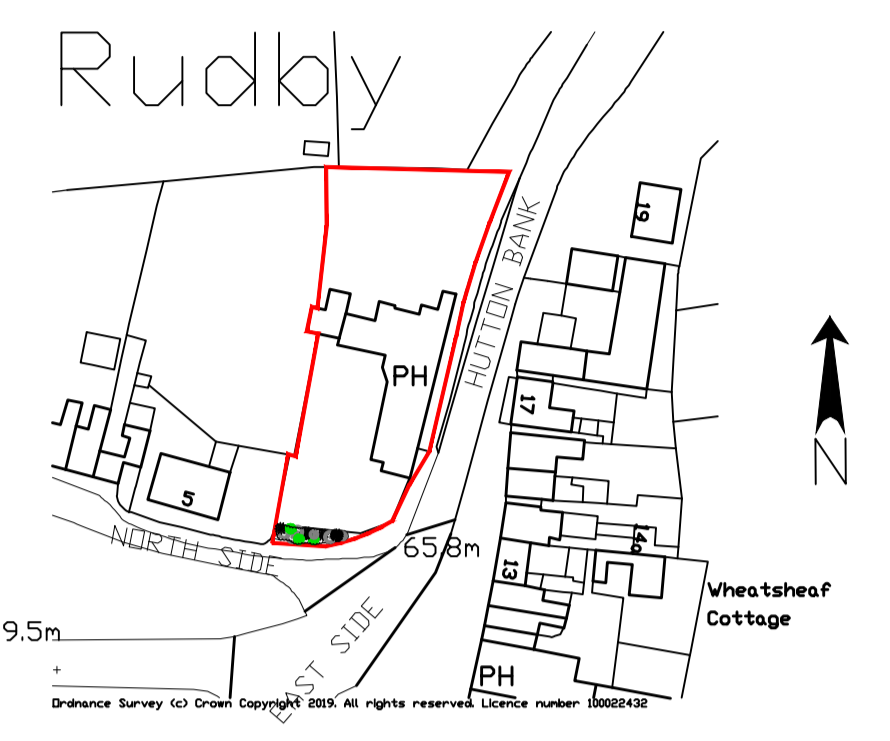 Rudby
19
HUTTON BANK
PH
17
5
NORTH SIDE
65.8m
14a
13
Wheatsheaf
Cottage
9.5m
EAST SIDE
PH
N
Ordnance Survey (c) Crown Copyright 2019. All rights reserved. Licence number 100022432